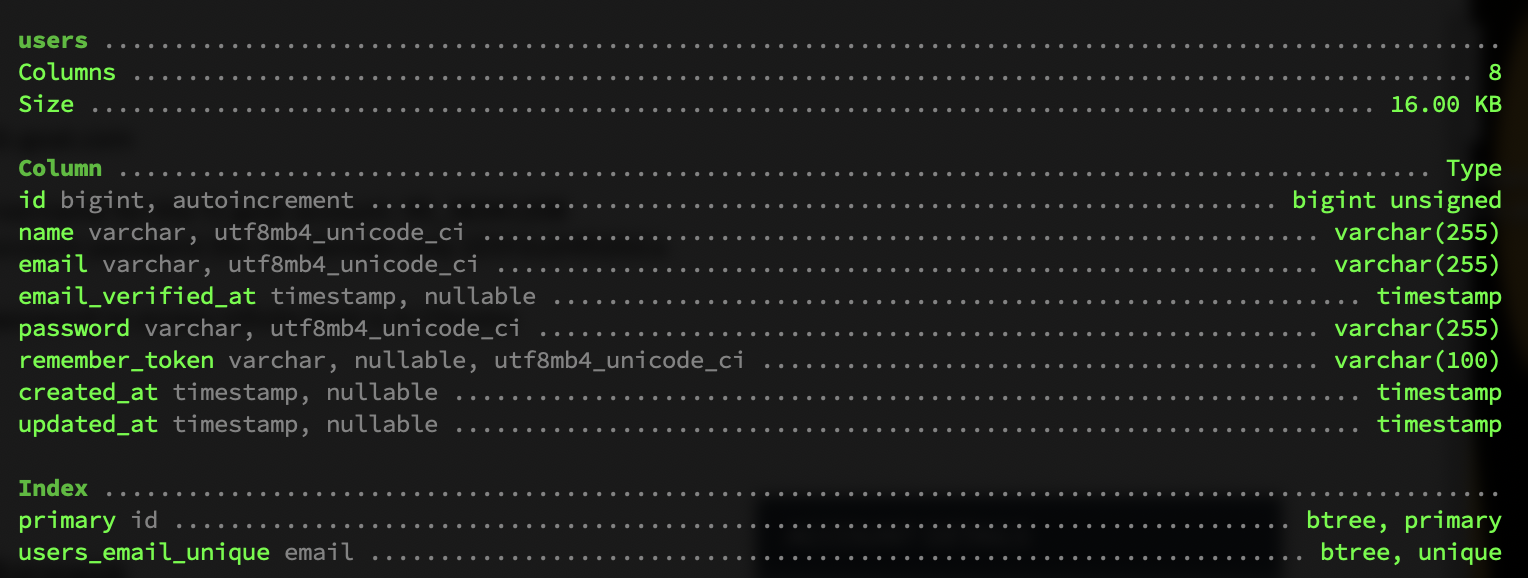 users ....................................................................................................
Columns ................................................................................................ 8
Size ............................................................................................ 16.00 KB
Column .............................................................................................. Type
id bigint, autoincrement ................................................................. bigint unsigned
name varchar, utf8mb4_unicode_ci ............................................................ varchar(255)
email varchar, utf8mb4_unicode_ci ........................................................... varchar(255)
email_verified_at timestamp, nullable .......................................................... timestamp
password varchar, utf8mb4_unicode_ci ........................................................ varchar(255)
remember_token varchar, nullable, utf8mb4_unicode_ci ........................................ varchar(100)
created_at timestamp, nullable ................................................................. timestamp
updated_at timestamp, nullable ................................................................. timestamp
Index ....................................................................................................
primary id ................................................................................ btree, primary
users_email_unique email ................................................................... btree, unique